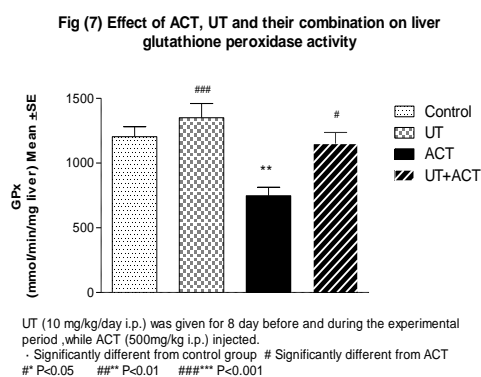 Fig (7) Effect of ACT, UT and their combination on liver
glutathione peroxidase activity
GPx
(mmol/min/mg liver) Mean ±SE
1500
1000
500
0
###
**
#
Control
UT
ACT
UT+ACT
UT (10 mg/kg/day i.p.) was given for 8 day before and during the experimental
period ,while ACT (500mg/kg i.p.) injected.
· Significantly different from control group # Significantly different from ACT
#* P<0.05 ##** P<0.01 ###*** P<0.001